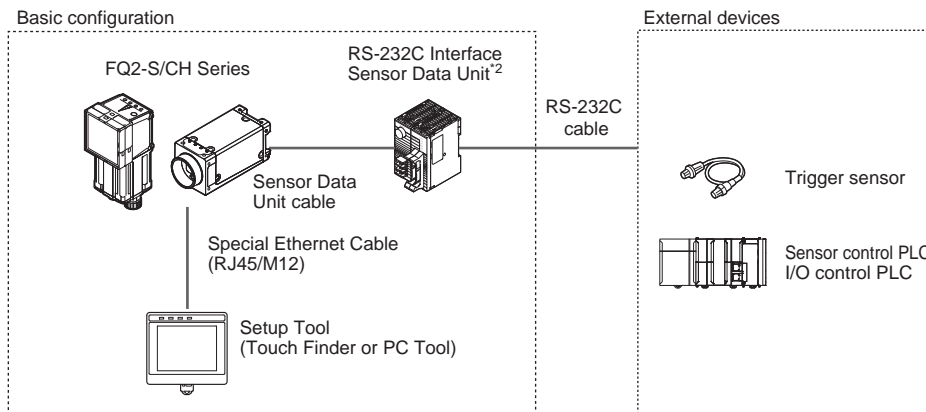 Basic configuration
External devices
FQ2-S/CH Series
RS-232C Interface
Sensor Data Unit*2
RS-232C
cable
Sensor Data
Unit cable
Trigger sensor
Special Ethernet Cable
(RJ45/M12)
Sensor control PLC
I/O control PLC
Setup Tool
(Touch Finder or PC Tool)